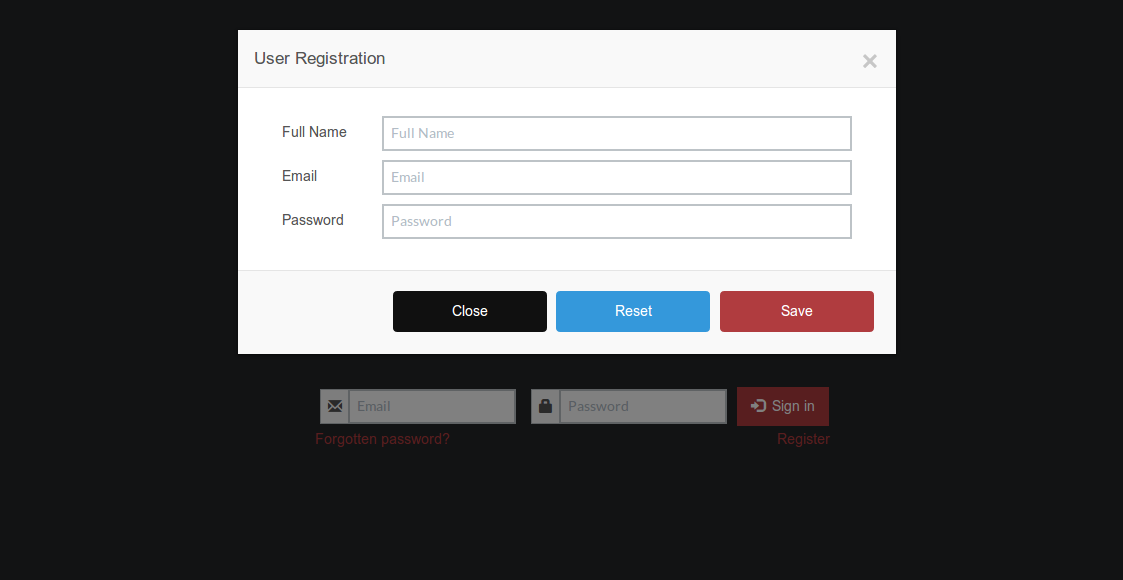 User Registration ×
Full Name Full Name
Email Email
Password Password
Close Reset Save
Email Password Sign in
Forgotten password? Register